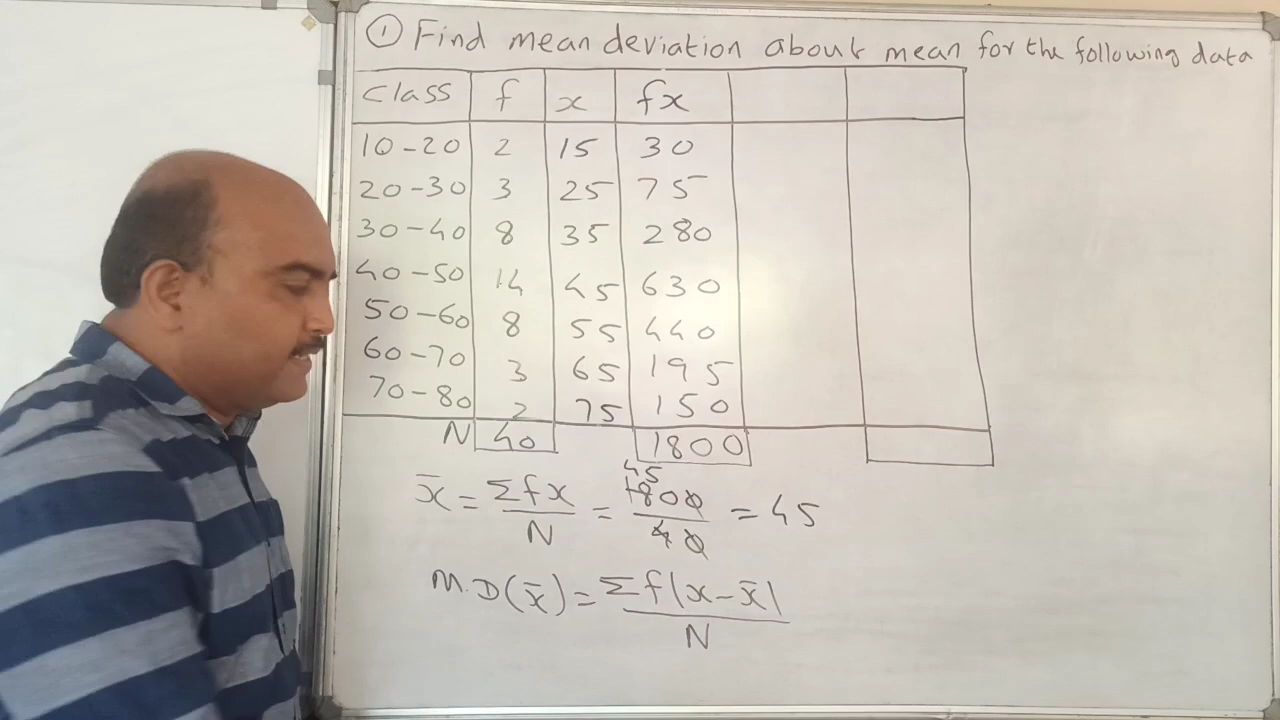 ① Find mean deviation about mean for the following data
class f x fx
10-20 2 15 30
20-30 3 25 75
30-40 8 35 280
40-50 14 45 630
50-60 8 55 440
60-70 3 65 195
70-80 2 75 150
N 40 1800
x̄ = Σfx/N = 1800/40 = 45
45
M.D(x̄) = Σf|x-x̄|/N